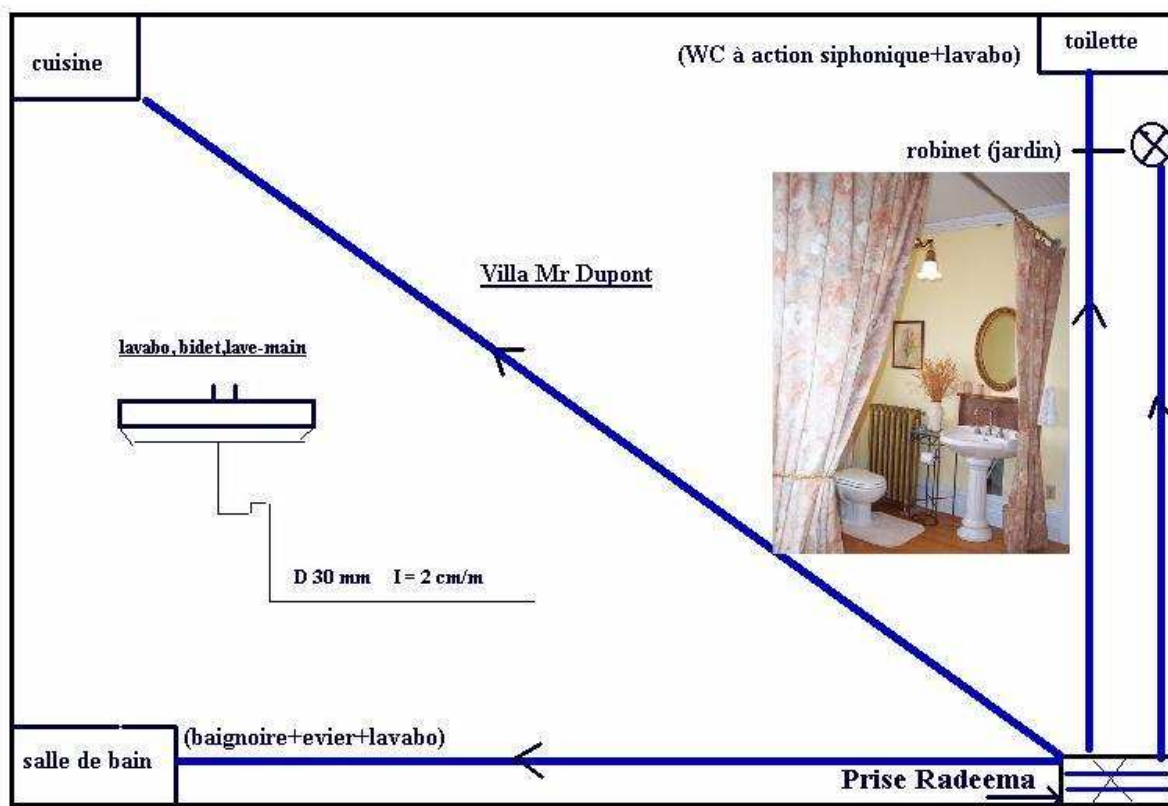 cuisine
toilette
(WC à action siphonique+lavabo)
robinet (jardin)
Villa Mr Dupont
lavabo, bidet,lave-main
D 30 mm I = 2 cm/m
(baignoire+evier+lavabo)
salle de bain
Prise Radeema